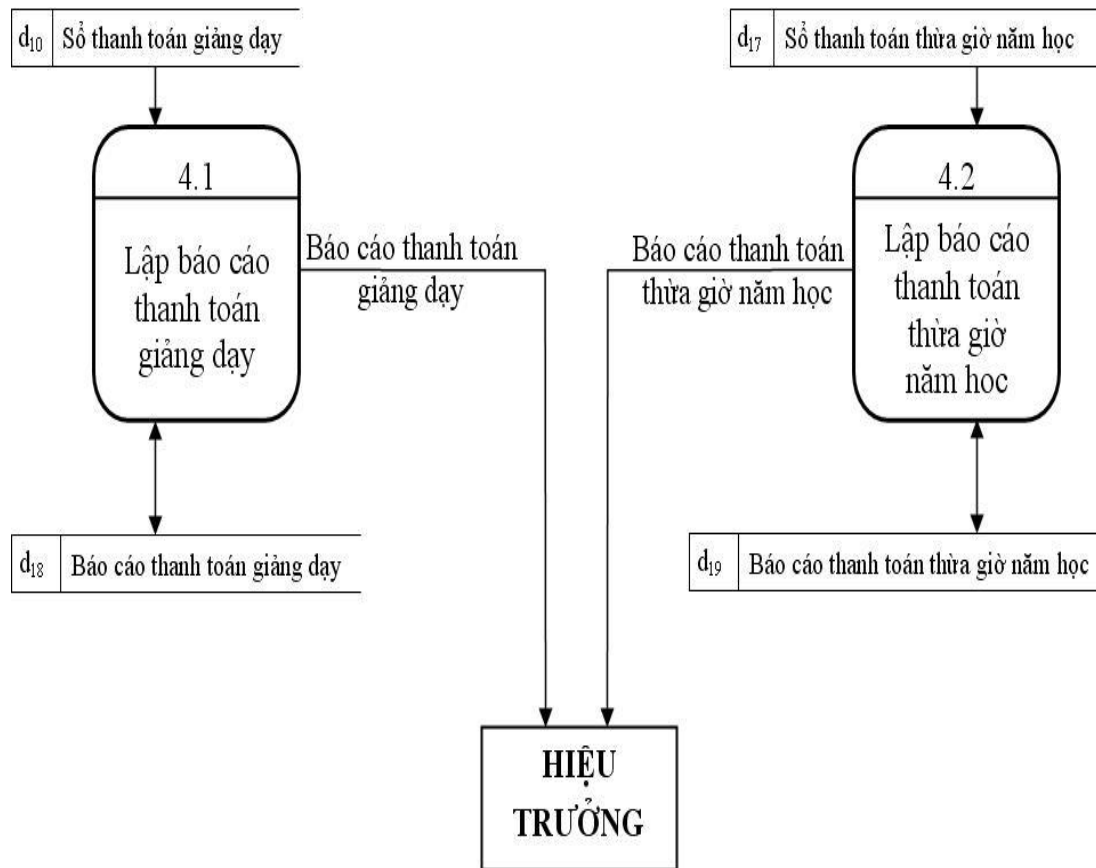 d10 Sổ thanh toán giảng dạy
d17 Sổ thanh toán thừa giờ năm học
4.1
Lập báo cáo
thanh toán
giảng dạy
Báo cáo thanh toán
giảng dạy
Báo cáo thanh toán
thừa giờ năm học
4.2
Lập báo cáo
thanh toán
thừa giờ
năm hoc
d18 Báo cáo thanh toán giảng dạy
d19 Báo cáo thanh toán thừa giờ năm học
HIỆU
TRƯỞNG